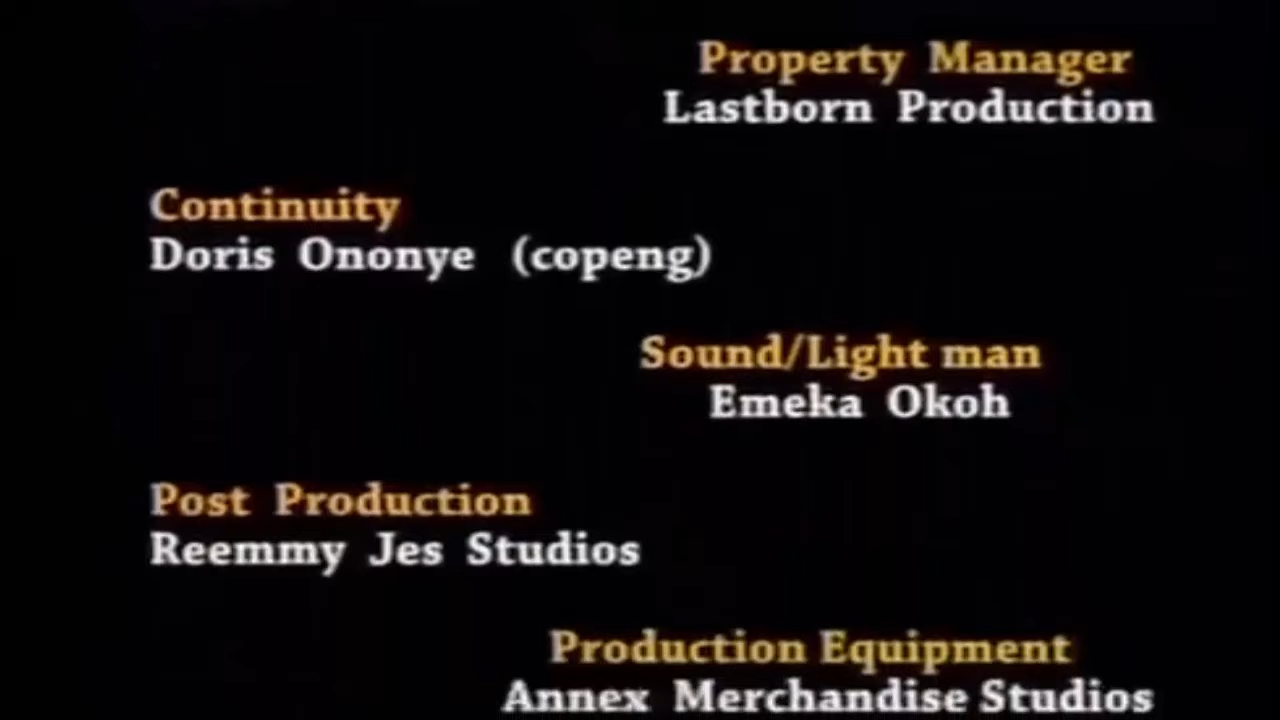 Property Manager
Lastborn Production
Continuity
Doris Ononye (copeng)
Sound/Light man
Emeka Okoh
Post Production
Reemmy Jes Studios
Production Equipment
Annex Merchandise Studios